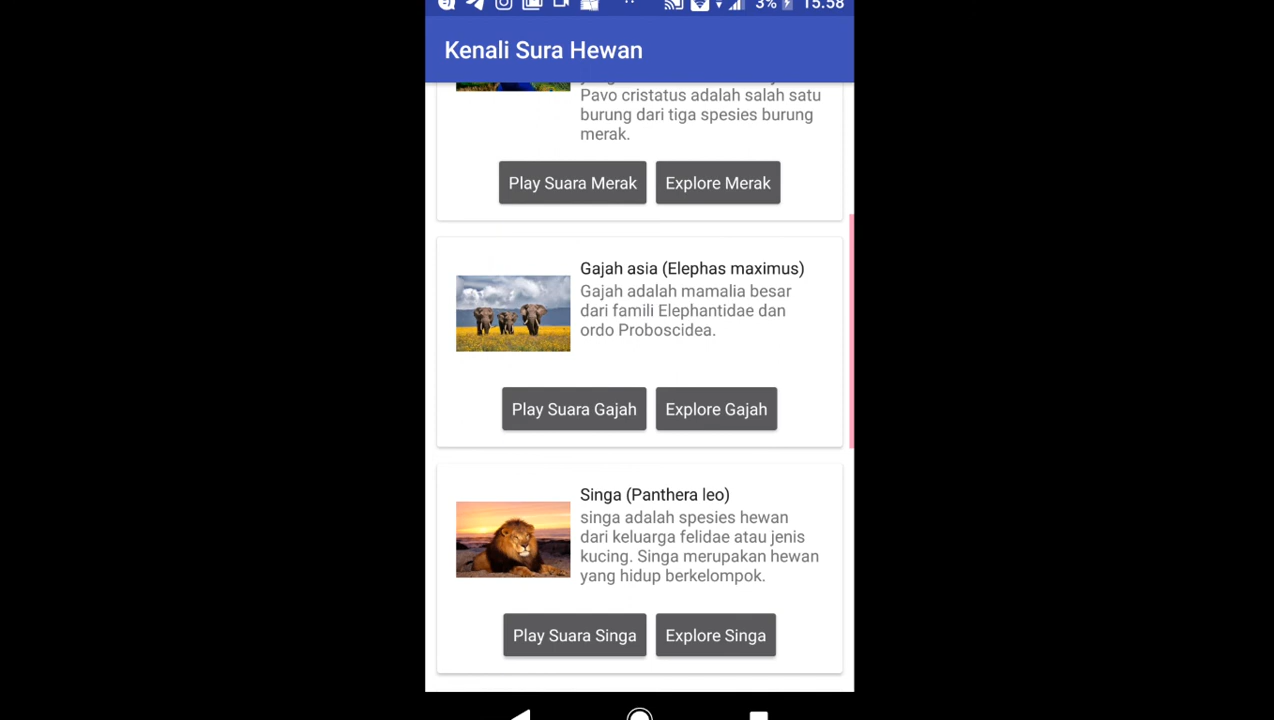 3%
15.58
Kenali Sura Hewan
Pavo cristatus adalah salah satu
burung dari tiga spesies burung
merak.
Play Suara Merak
Explore Merak
Gajah asia (Elephas maximus)
Gajah adalah mamalia besar
dari famili Elephantidae dan
ordo Proboscidea.
Play Suara Gajah
Explore Gajah
Singa (Panthera leo)
singa adalah spesies hewan
dari keluarga felidae atau jenis
kucing. Singa merupakan hewan
yang hidup berkelompok.
Play Suara Singa
Explore Singa